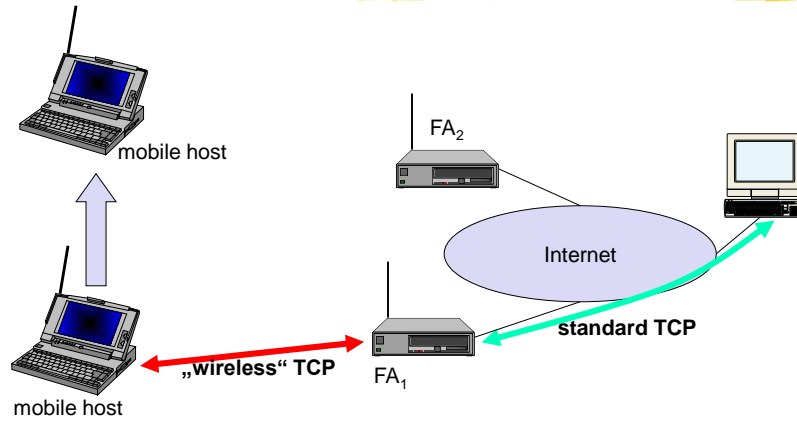 mobile host
FA2
Internet
standard TCP
„wireless“ TCP
FA1
mobile host